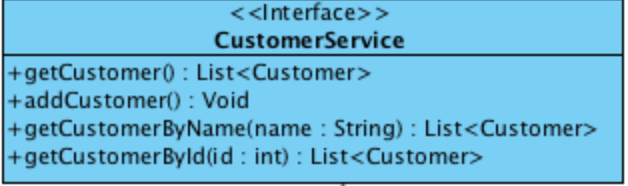 <<Interface>>
CustomerService
+getCustomer() : List<Customer>
+addCustomer() : Void
+getCustomerByName(name : String) : List<Customer>
+getCustomerById(id : int) : List<Customer>